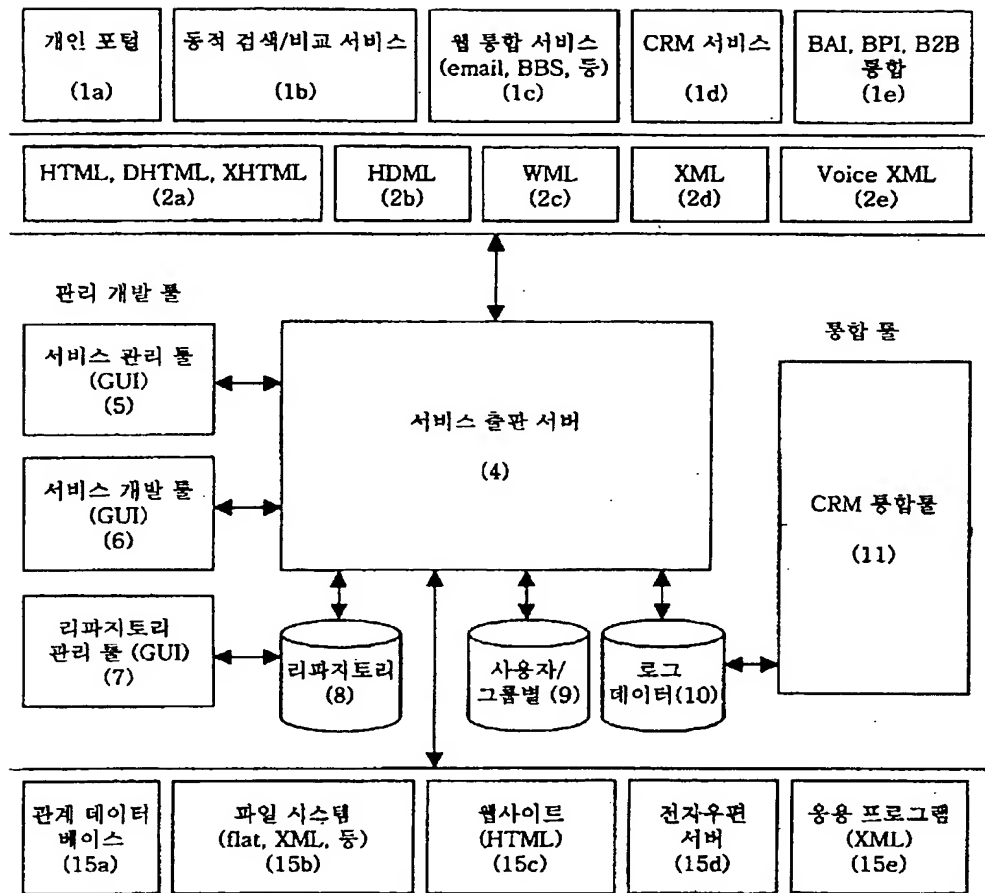 개인 포털
(1a)
동적 검색/비교 서비스
(1b)
웹 통합 서비스
(email, BBS, 등)
(1c)
CRM 서비스
(1d)
BAI, BPI, B2B
통합
(1e)
HTML, DHTML, XHTML
(2a)
HDML
(2b)
WML
(2c)
XML
(2d)
Voice XML
(2e)
관리 개발 툴
서비스 관리 툴
(GUI)
(5)
서비스 개발 툴
(GUI)
(6)
리파지토리
관리 툴 (GUI)
(7)
서비스 출판 서버
(4)
통합 툴
CRM 통합툴
(11)
리파지토리
(8)
사용자/
그룹별 (9)
로그
데이터(10)
관계 데이터
베이스
(15a)
파일 시스템
(flat, XML, 등)
(15b)
웹사이트
(HTML)
(15c)
전자우편
서버
(15d)
응용 프로그램
(XML)
(15e)